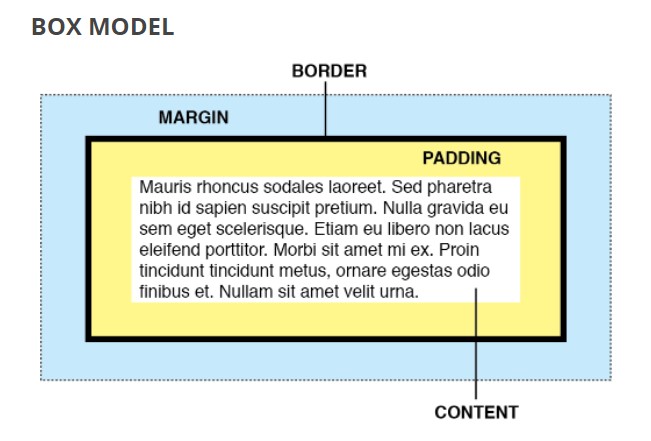 BOX MODEL
BORDER
MARGIN
PADDING
Mauris rhoncus sodales laoreet. Sed pharetra
nibh id sapien suscipit pretium. Nulla gravida eu
sem eget scelerisque. Etiam eu libero non lacus
eleifend porttitor. Morbi sit amet mi ex. Proin
tincidunt tincidunt metus, ornare egestas odio
finibus et. Nullam sit amet velit urna.
CONTENT